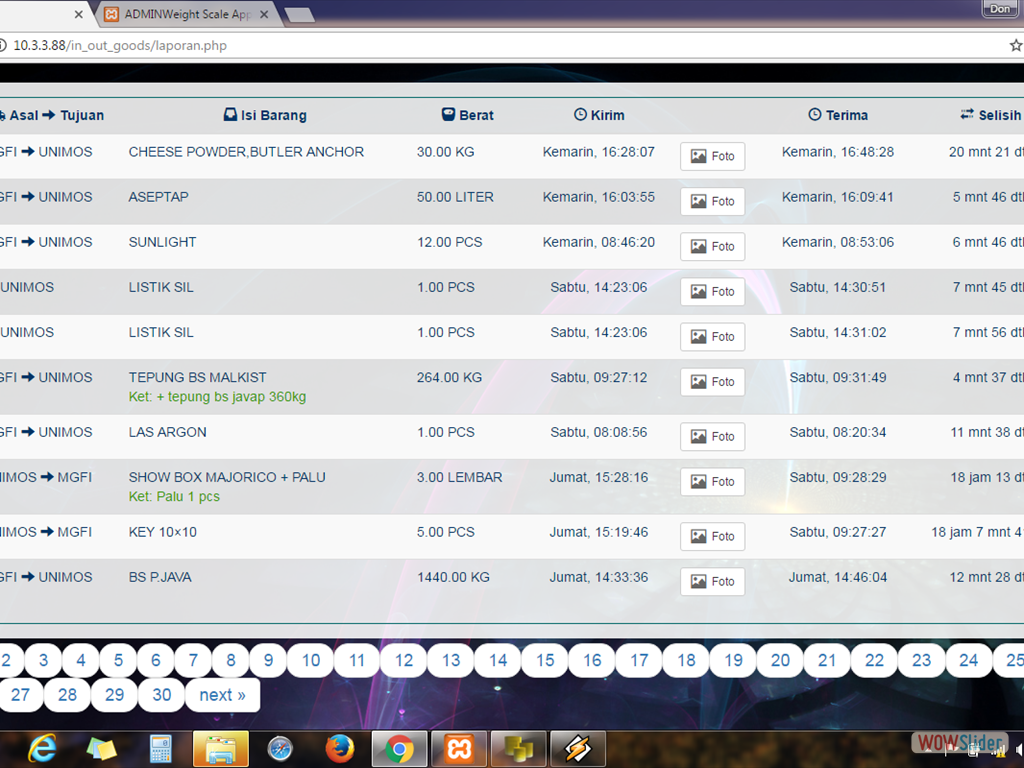 ADMINWeight Scale App
Don
10.3.3.88/in_out_goods/laporan.php
Asal Tujuan Isi Barang Berat Kirim Terima Selisih
GFI UNIMOS CHEESE POWDER,BUTLER ANCHOR 30.00 KG Kemarin, 16:28:07 Foto Kemarin, 16:48:28 20 mnt 21 dt
GFI UNIMOS ASEPTAP 50.00 LITER Kemarin, 16:03:55 Foto Kemarin, 16:09:41 5 mnt 46 dt
GFI UNIMOS SUNLIGHT 12.00 PCS Kemarin, 08:46:20 Foto Kemarin, 08:53:06 6 mnt 46 dt
UNIMOS LISTIK SIL 1.00 PCS Sabtu, 14:23:06 Foto Sabtu, 14:30:51 7 mnt 45 dt
UNIMOS LISTIK SIL 1.00 PCS Sabtu, 14:23:06 Foto Sabtu, 14:31:02 7 mnt 56 dt
GFI UNIMOS TEPUNG BS MALKIST 264.00 KG Sabtu, 09:27:12 Foto Sabtu, 09:31:49 4 mnt 37 dt
Ket: + tepung bs javap 360kg
GFI UNIMOS LAS ARGON 1.00 PCS Sabtu, 08:08:56 Foto Sabtu, 08:20:34 11 mnt 38 dt
IMOS MGFI SHOW BOX MAJORICO + PALU 3.00 LEMBAR Jumat, 15:28:16 Foto Sabtu, 09:28:29 18 jam 13 dt
Ket: Palu 1 pcs
IMOS MGFI KEY 10×10 5.00 PCS Jumat, 15:19:46 Foto Sabtu, 09:27:27 18 jam 7 mnt 4
GFI UNIMOS BS P.JAVA 1440.00 KG Jumat, 14:33:36 Foto Jumat, 14:46:04 12 mnt 28 dt
2 3 4 5 6 7 8 9 10 11 12 13 14 15 16 17 18 19 20 21 22 23 24 25
27 28 29 30 next »
WOWSlider